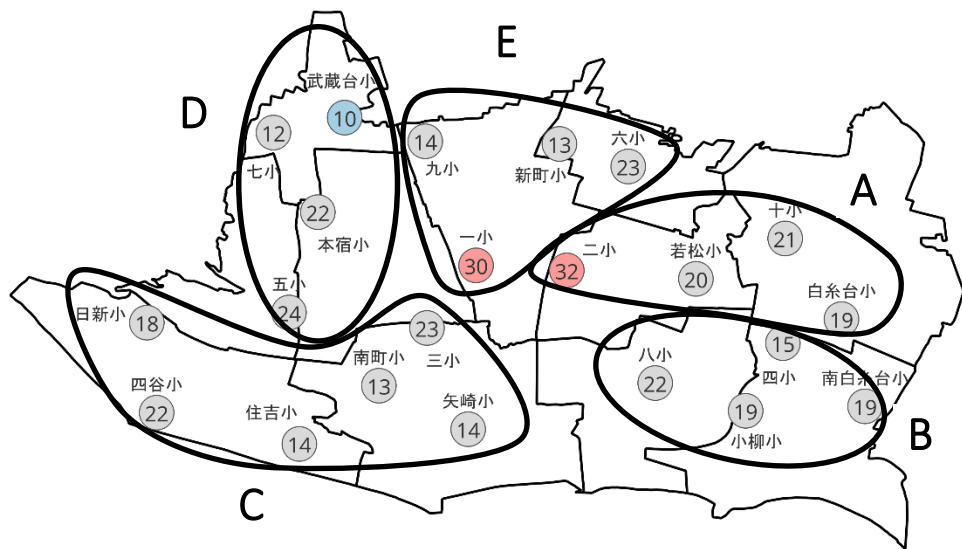 E
武蔵台小
D
10
12
14
13
六小
七小
九小
新町小
23
A
22
十小
本宿小
一小
二小
若松小
21
30
32
20
五小
白糸台小
日新小
18
24
23
19
南町小
三小
八小
15
四谷小
13
22
四小
南白糸台小
22
住吉小
矢崎小
19
19
14
14
小柳小
B
C